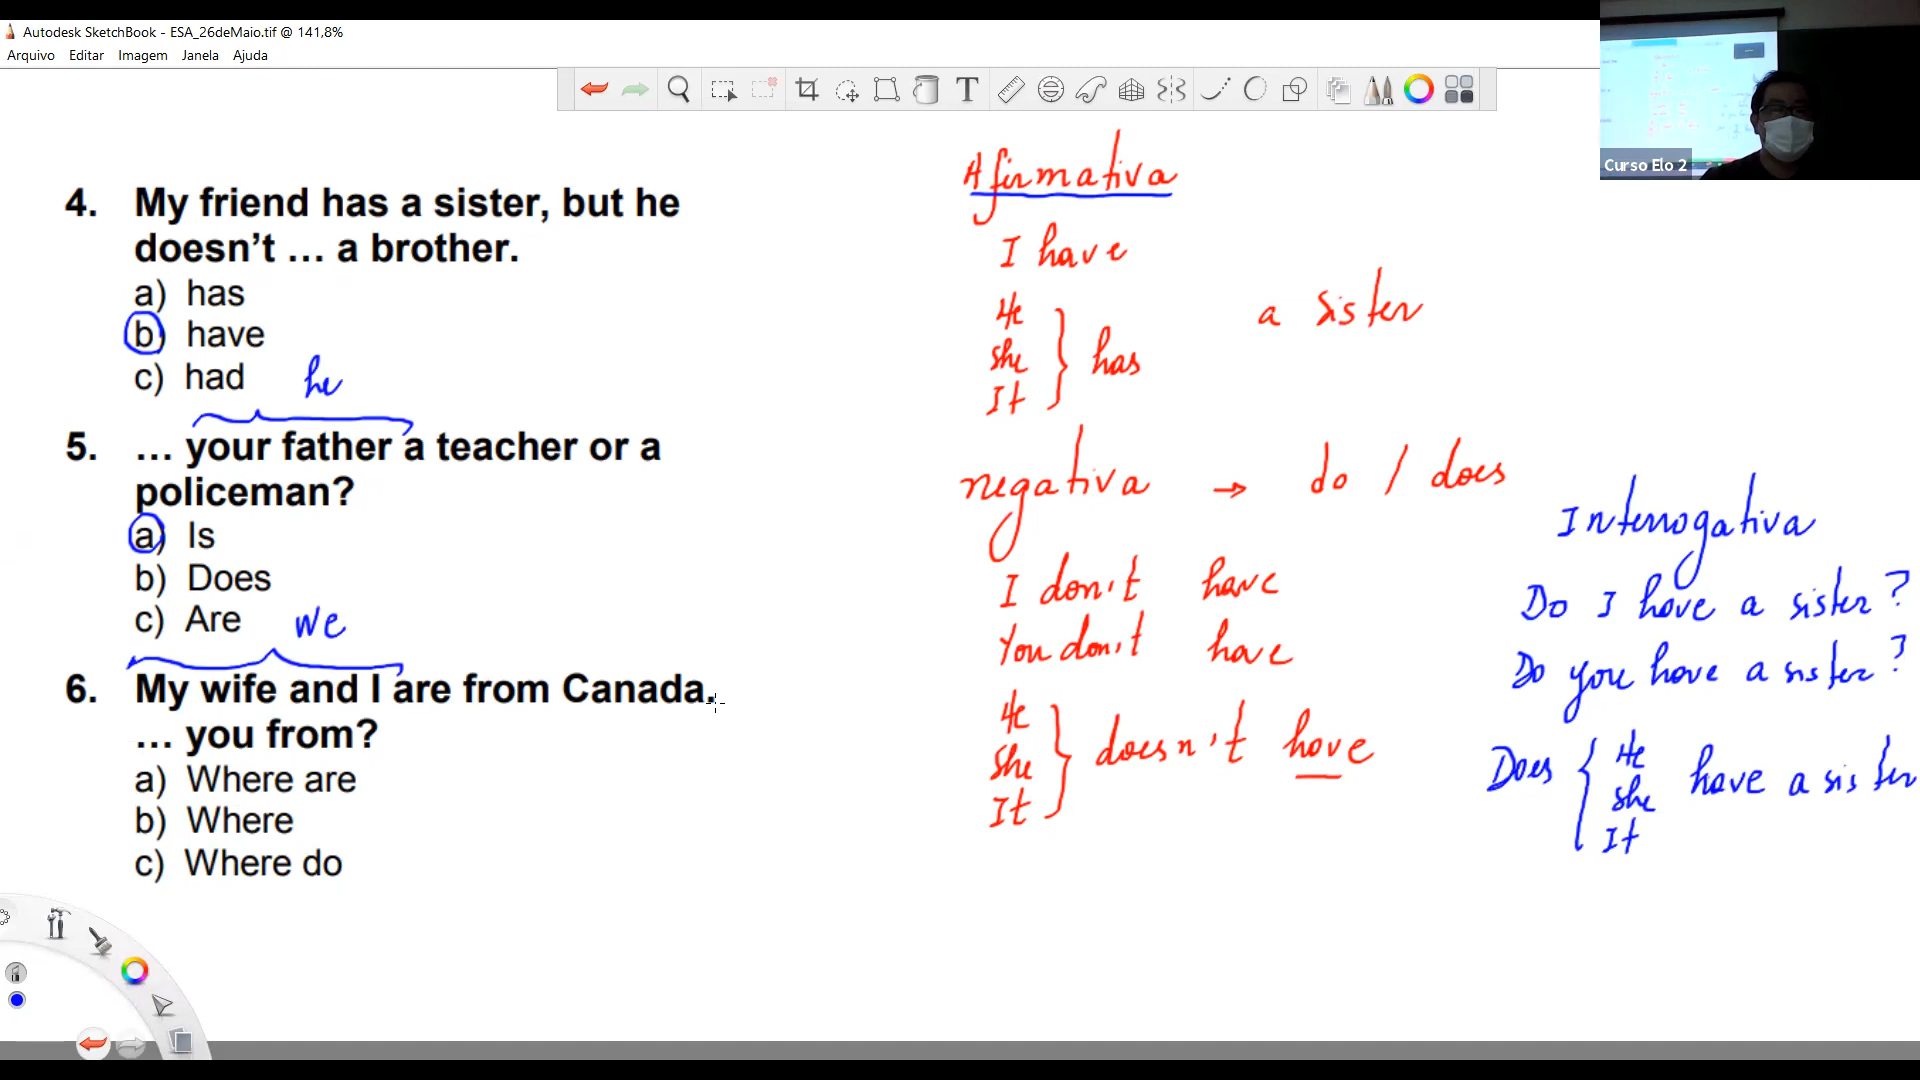 Autodesk SketchBook - ESA_26deMaio.tif @ 141,8%
Arquivo Editar Imagem Janela Ajuda
Curso Elo 2
4. My friend has a sister, but he
doesn’t … a brother.
a) has
b) have
c) had
he
5. … your father a teacher or a
policeman?
a) Is
b) Does
c) Are
we
6. My wife and I are from Canada.
… you from?
a) Where are
b) Where
c) Where do
Afirmativa
I have
He
She
It
has
a sister
negativa → do / does
I don't have
You don't have
He
She
It
doesn't have
Interrogativa
Do I have a sister?
Do you have a sister?
Does
He
She
It
have a sister